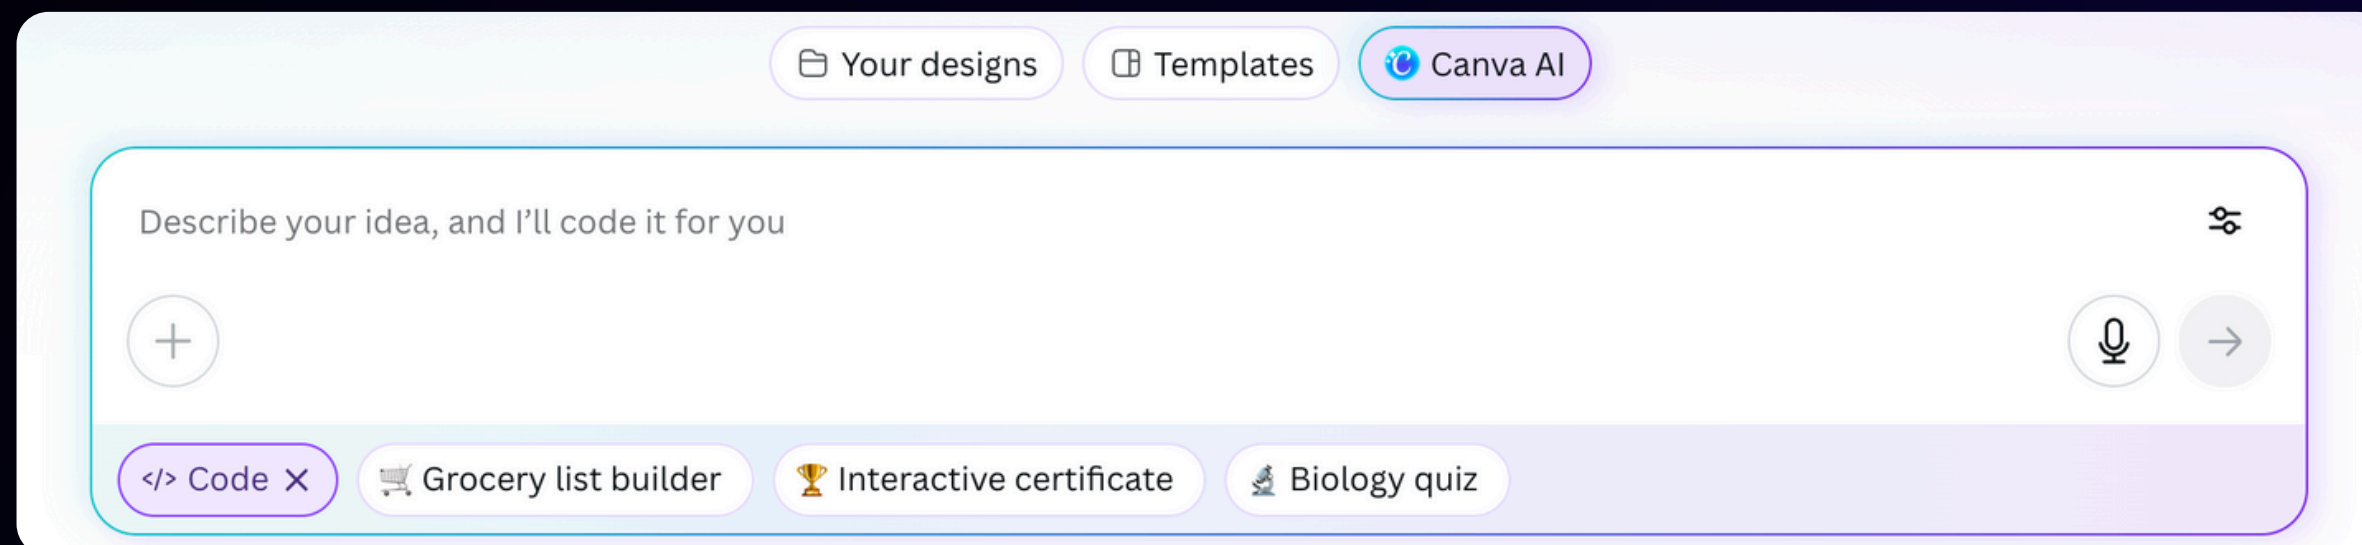 Your designs Templates Canva AI
Describe your idea, and I’ll code it for you
</> Code Grocery list builder Interactive certificate Biology quiz